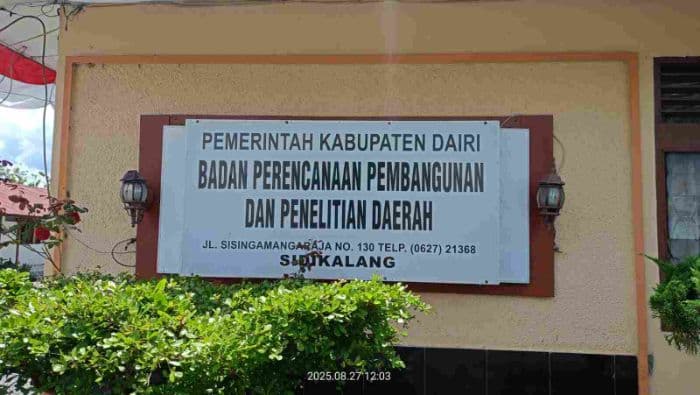 PEMERINTAH KABUPATEN DAIRI
BADAN PERENCANAAN PEMBANGUNAN
DAN PENELITIAN DAERAH
JL. SISINGAMANGARAJA NO. 130 TELP. (0627) 21368
SIDIKALANG
2025.08.27 12:03